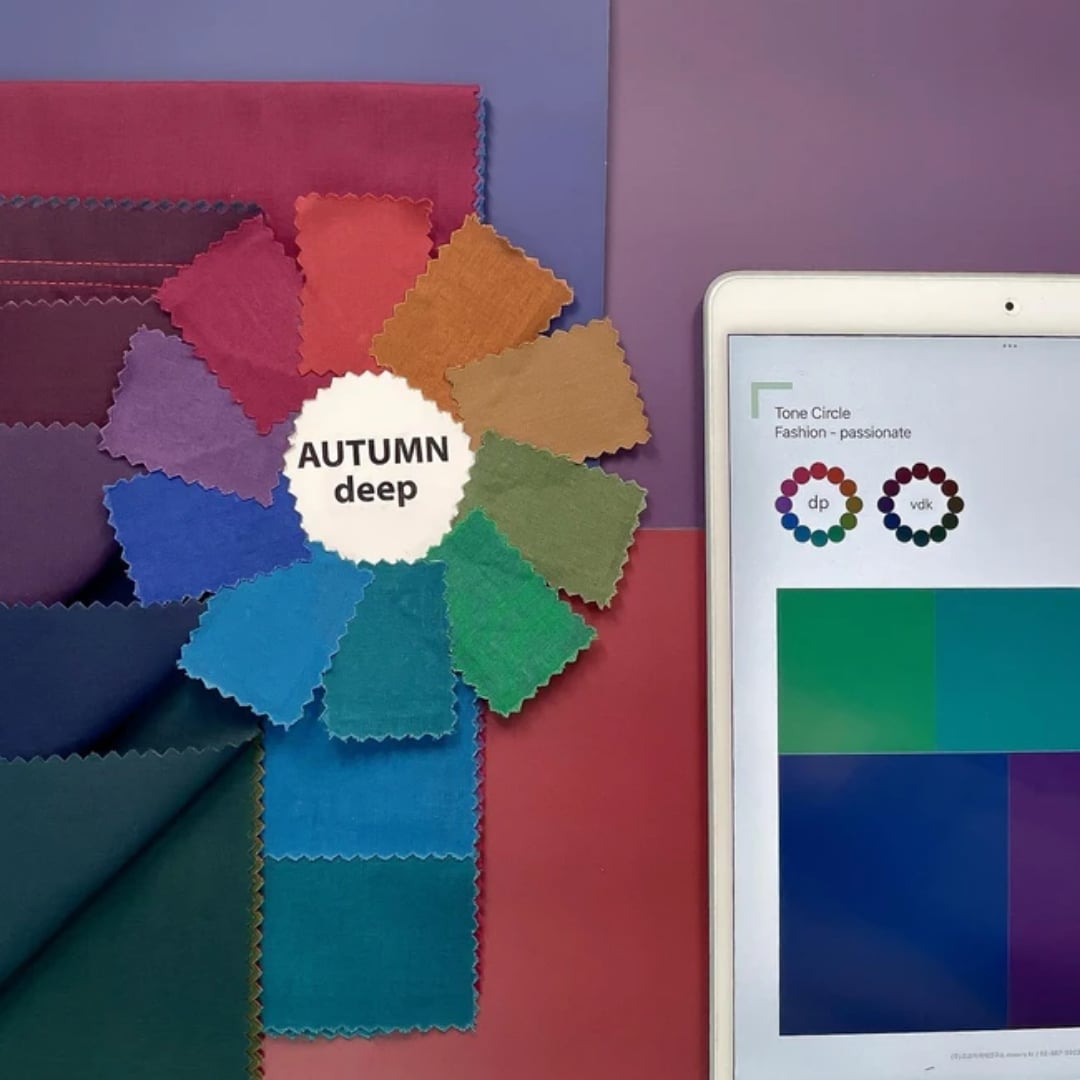 AUTUMN
deep
Tone Circle
Fashion - passionate
dp
vdk